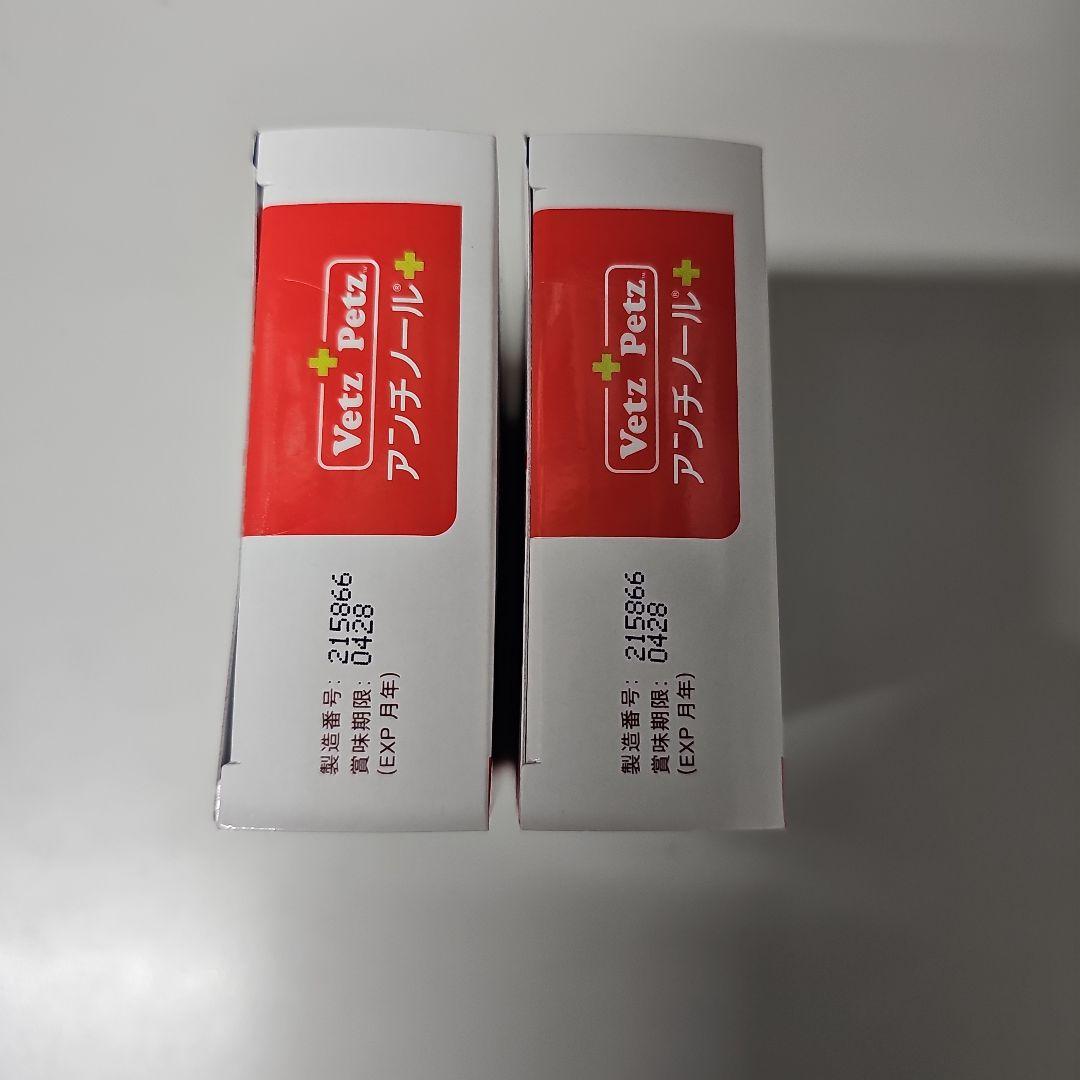 Vetz Petz™
アンチノール®+
製造番号: 215866
賞味期限: 0428
(EXP 月年)
Vetz Petz™
アンチノール®+
製造番号: 215866
賞味期限: 0428
(EXP 月年)